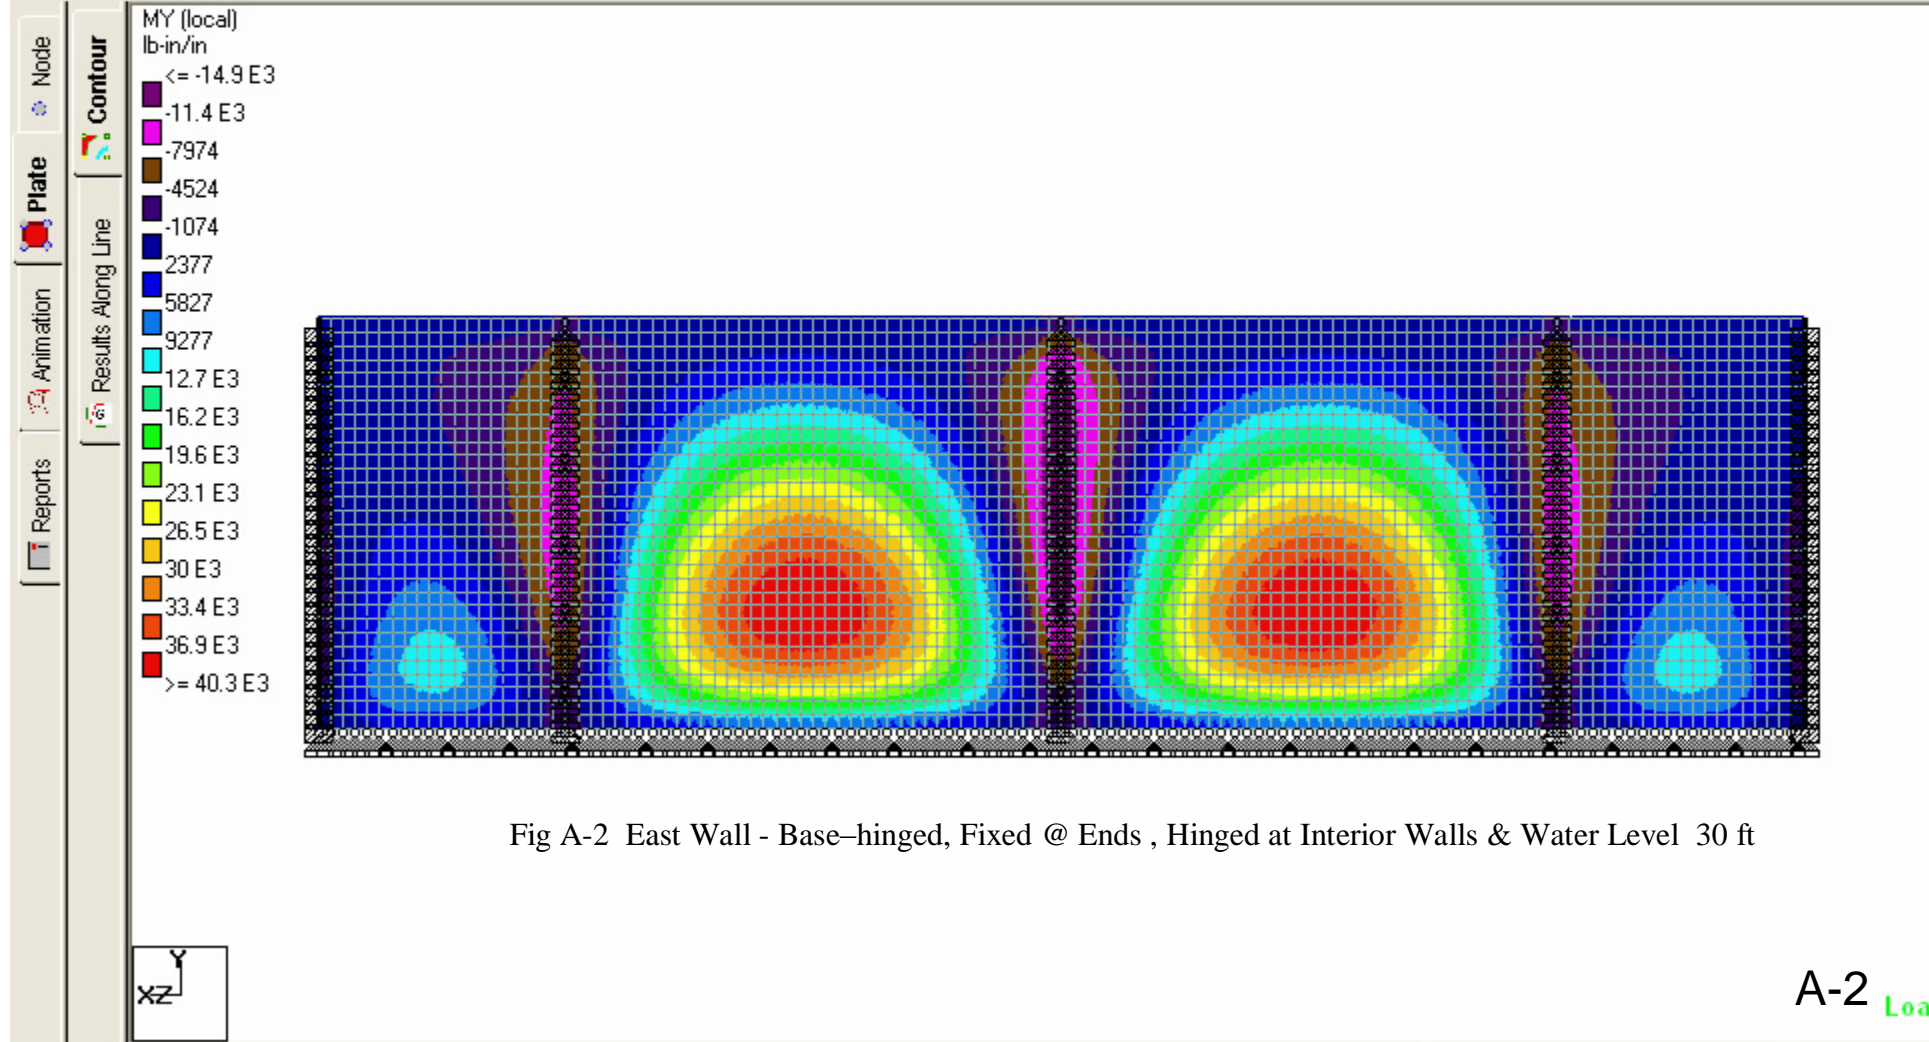 Node
Plate
Animation
Reports
Contour
Results Along Line
MY (local)
lb-in/in
<= -14.9 E3
-11.4 E3
-7974
-4524
-1074
2377
5827
9277
12.7 E3
16.2 E3
19.6 E3
23.1 E3
26.5 E3
30 E3
33.4 E3
36.9 E3
>= 40.3 E3
Fig A-2 East Wall - Base–hinged, Fixed @ Ends , Hinged at Interior Walls & Water Level 30 ft
Y
XZ
A-2
Loa